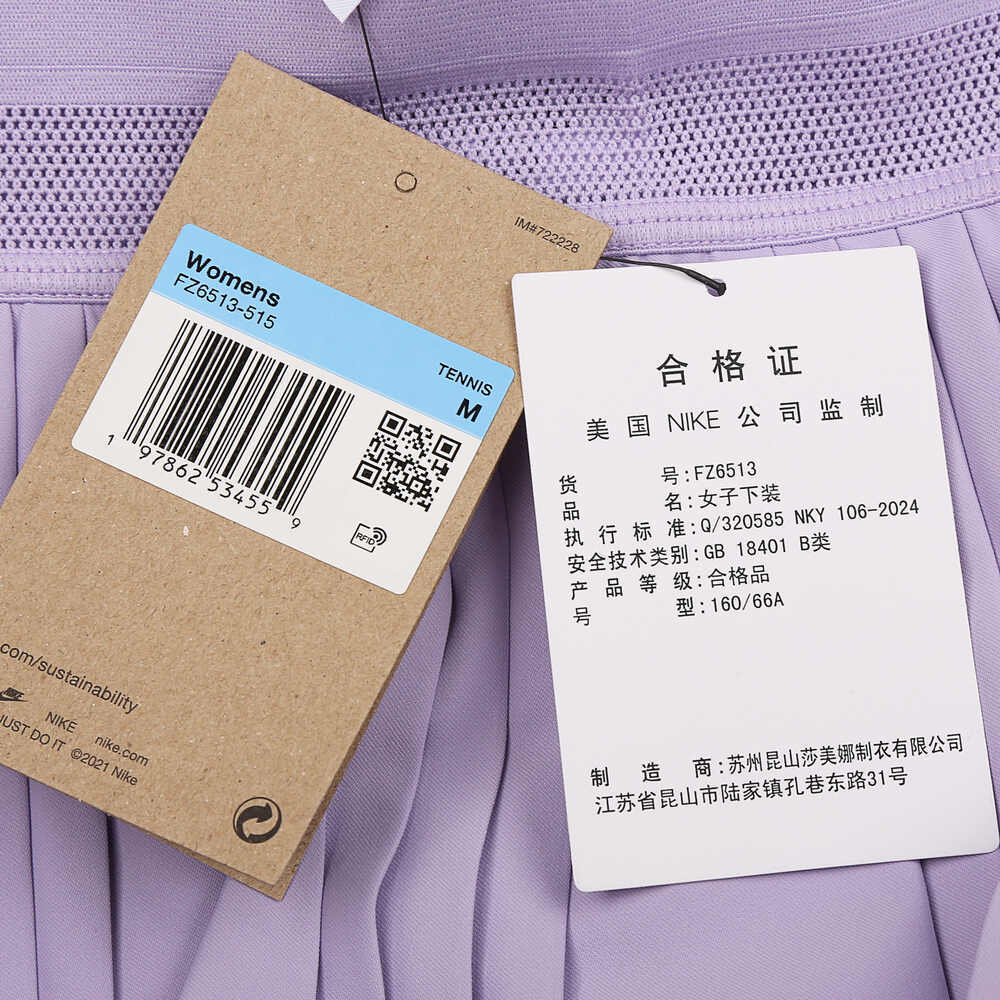 IM#722228
Womens
FZ6513-515
TENNIS
M
1 97862 53455 9
RFID
com/sustainability
NIKE nike.com
JUST DO IT ©2021 Nike
合格证
美国 NIKE 公司监制
货号:FZ6513
品名:女子下装
执行标准:Q/320585 NKY 106-2024
安全技术类别:GB 18401 B类
产品等级:合格品
号型:160/66A
制造商:苏州昆山莎美娜制衣有限公司
江苏省昆山市陆家镇孔巷东路31号